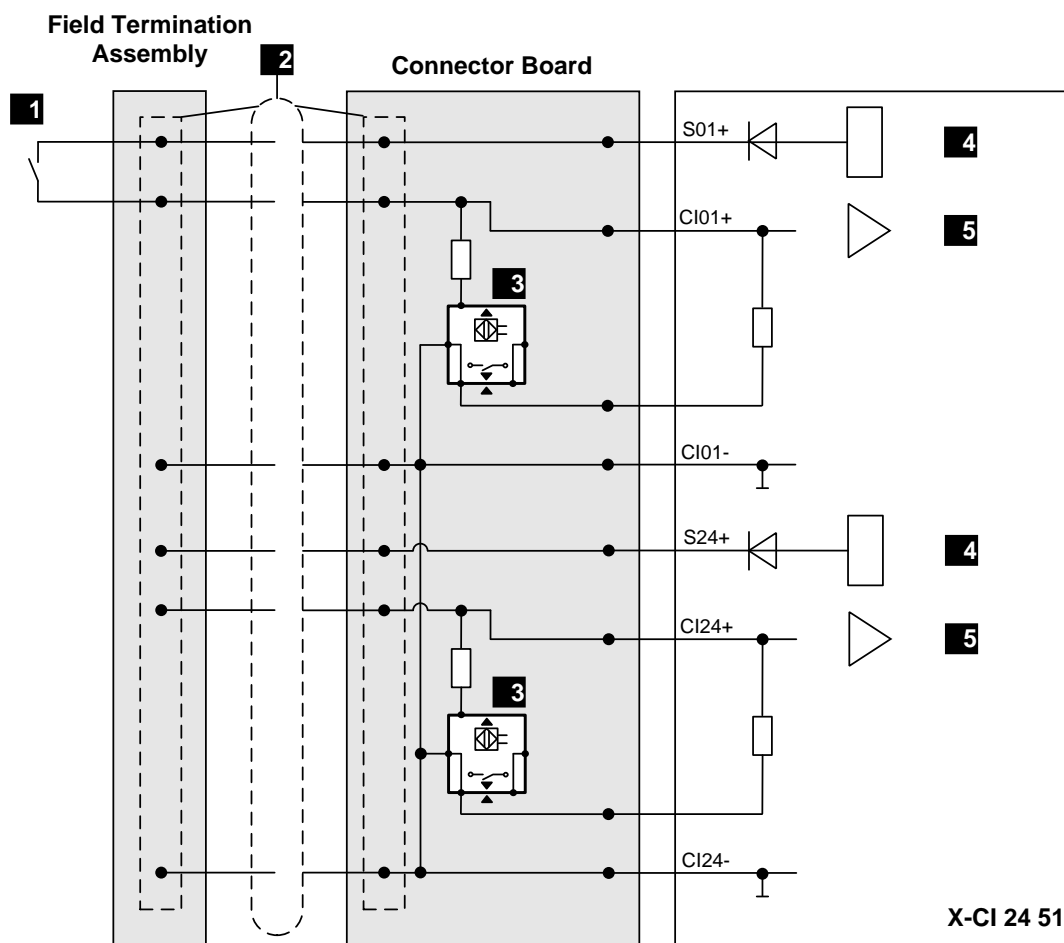 Field Termination
Assembly
2
Connector Board
1
S01+
4
CI01+
5
3
CI01-
S24+
4
CI24+
5
3
CI24-
X-CI 24 51